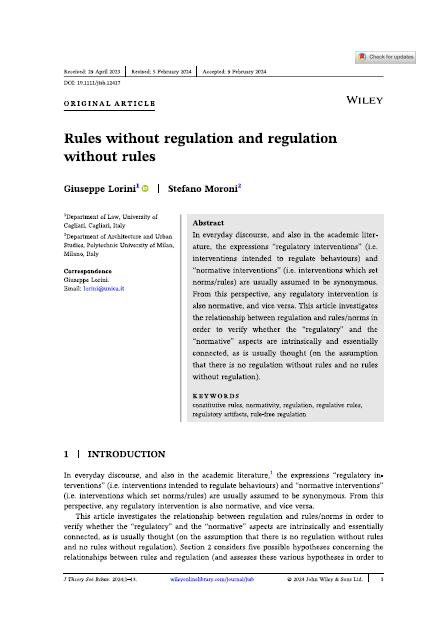 Check for updates
Received: 26 April 2023 | Revised: 5 February 2024 | Accepted: 9 February 2024
DOI: 10.1111/jtsb.12417
ORIGINAL ARTICLE
WILEY
Rules without regulation and regulation
without rules
Giuseppe Lorini1 | Stefano Moroni2
1Department of Law, University of
Cagliari, Cagliari, Italy
2Department of Architecture and Urban
Studies, Polytechnic University of Milan,
Milano, Italy
Correspondence
Giuseppe Lorini.
Email: lorini@unica.it
Abstract
In everyday discourse, and also in the academic liter-
ature, the expressions “regulatory interventions” (i.e.
interventions intended to regulate behaviours) and
“normative interventions” (i.e. interventions which set
norms/rules) are usually assumed to be synonymous.
From this perspective, any regulatory intervention is
also normative, and vice versa. This article investigates
the relationship between regulation and rules/norms in
order to verify whether the “regulatory” and the
“normative” aspects are intrinsically and essentially
connected, as is usually thought (on the assumption
that there is no regulation without rules and no rules
without regulation).
KEYWORDS
constitutive rules, normativity, regulation, regulative rules,
regulatory artifacts, rule-free regulation
1 | INTRODUCTION
In everyday discourse, and also in the academic literature,1 the expressions “regulatory in-
terventions” (i.e. interventions intended to regulate behaviours) and “normative interventions”
(i.e. interventions which set norms/rules) are usually assumed to be synonymous. From this
perspective, any regulatory intervention is also normative, and vice versa.
This article investigates the relationship between regulation and rules/norms in order to
verify whether the “regulatory” and the “normative” aspects are intrinsically and essentially
connected, as is usually thought (on the assumption that there is no regulation without rules
and no rules without regulation). Section 2 considers five possible hypotheses concerning the
relationships between rules and regulation (and assesses these various hypotheses in order to
J Theory Soc Behav. 2024;1–13.
wileyonlinelibrary.com/journal/jtsb
© 2024 John Wiley & Sons Ltd. | 1